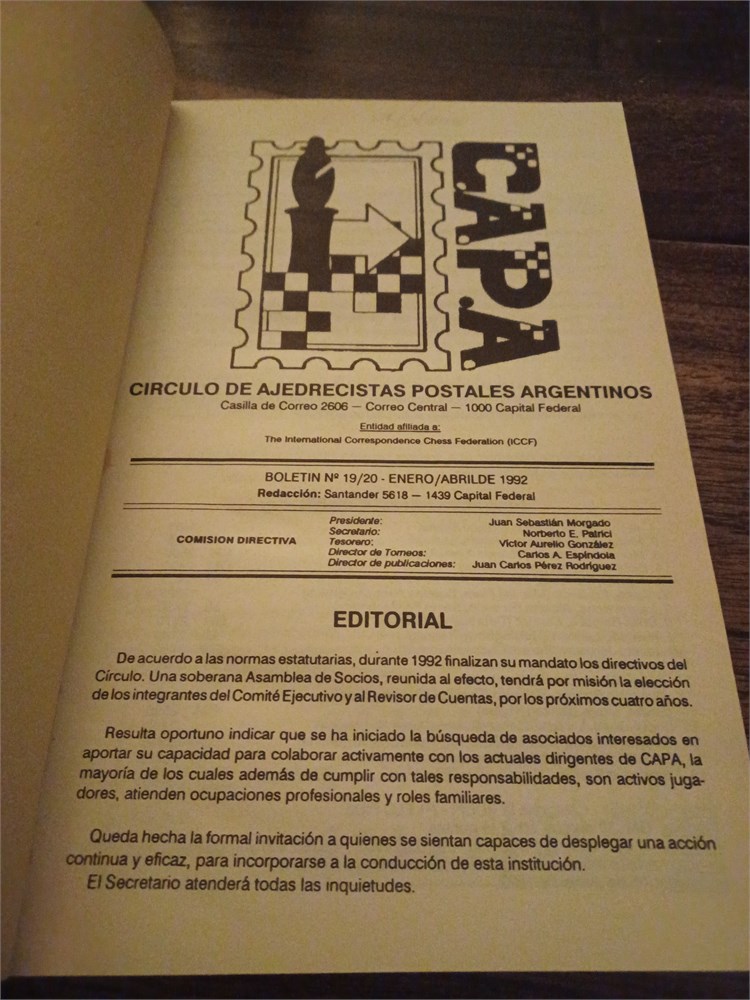 CAPA
CIRCULO DE AJEDRECISTAS POSTALES ARGENTINOS
Casilla de Correo 2606 — Correo Central — 1000 Capital Federal
Entidad afiliada a:
The International Correspondence Chess Federation (ICCF)
BOLETIN Nº 19/20 - ENERO/ABRILDE 1992
Redacción: Santander 5618 — 1439 Capital Federal
COMISION DIRECTIVA
Presidente: Juan Sebastián Morgado
Secretario: Norberto E. Patrici
Tesorero: Víctor Aurelio González
Director de Torneos: Carlos A. Espíndola
Director de publicaciones: Juan Carlos Pérez Rodríguez
EDITORIAL
De acuerdo a las normas estatutarias, durante 1992 finalizan su mandato los directivos del
Círculo. Una soberana Asamblea de Socios, reunida al efecto, tendrá por misión la elección
de los integrantes del Comité Ejecutivo y al Revisor de Cuentas, por los próximos cuatro años.
Resulta oportuno indicar que se ha iniciado la búsqueda de asociados interesados en
aportar su capacidad para colaborar activamente con los actuales dirigentes de CAPA, la
mayoría de los cuales además de cumplir con tales responsabilidades, son activos juga-
dores, atienden ocupaciones profesionales y roles familiares.
Queda hecha la formal invitación a quienes se sientan capaces de desplegar una acción
continua y eficaz, para incorporarse a la conducción de esta institución.
El Secretario atenderá todas las inquietudes.